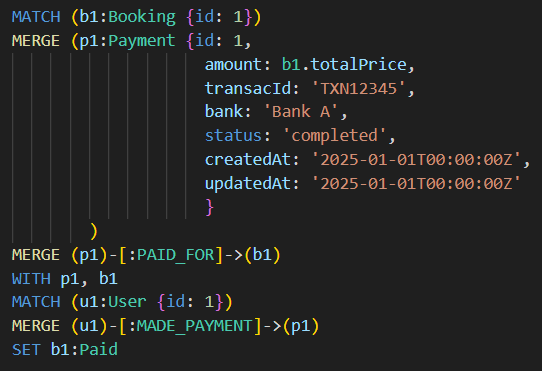 MATCH (b1:Booking {id: 1})
MERGE (p1:Payment {id: 1,
amount: b1.totalPrice,
transacId: 'TXN12345',
bank: 'Bank A',
status: 'completed',
createdAt: '2025-01-01T00:00:00Z',
updatedAt: '2025-01-01T00:00:00Z'
}
)
MERGE (p1)-[:PAID_FOR]->(b1)
WITH p1, b1
MATCH (u1:User {id: 1})
MERGE (u1)-[:MADE_PAYMENT]->(p1)
SET b1:Paid